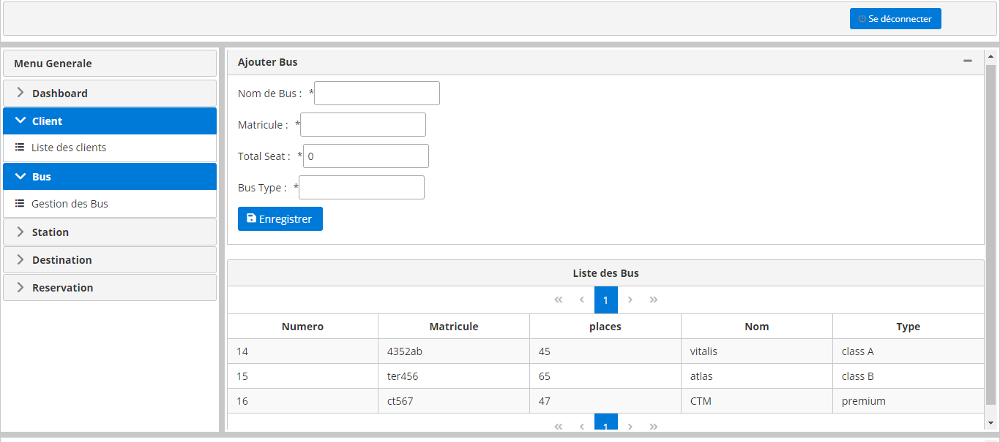 Se déconnecter
Menu Generale
Dashboard
Client
Liste des clients
Bus
Gestion des Bus
Station
Destination
Reservation
Ajouter Bus
Nom de Bus : *
Matricule : *
Total Seat : * 0
Bus Type : *
Enregistrer
Liste des Bus
1
Numero Matricule places Nom Type
14 4352ab 45 vitalis class A
15 ter456 65 atlas class B
16 ct567 47 CTM premium
1